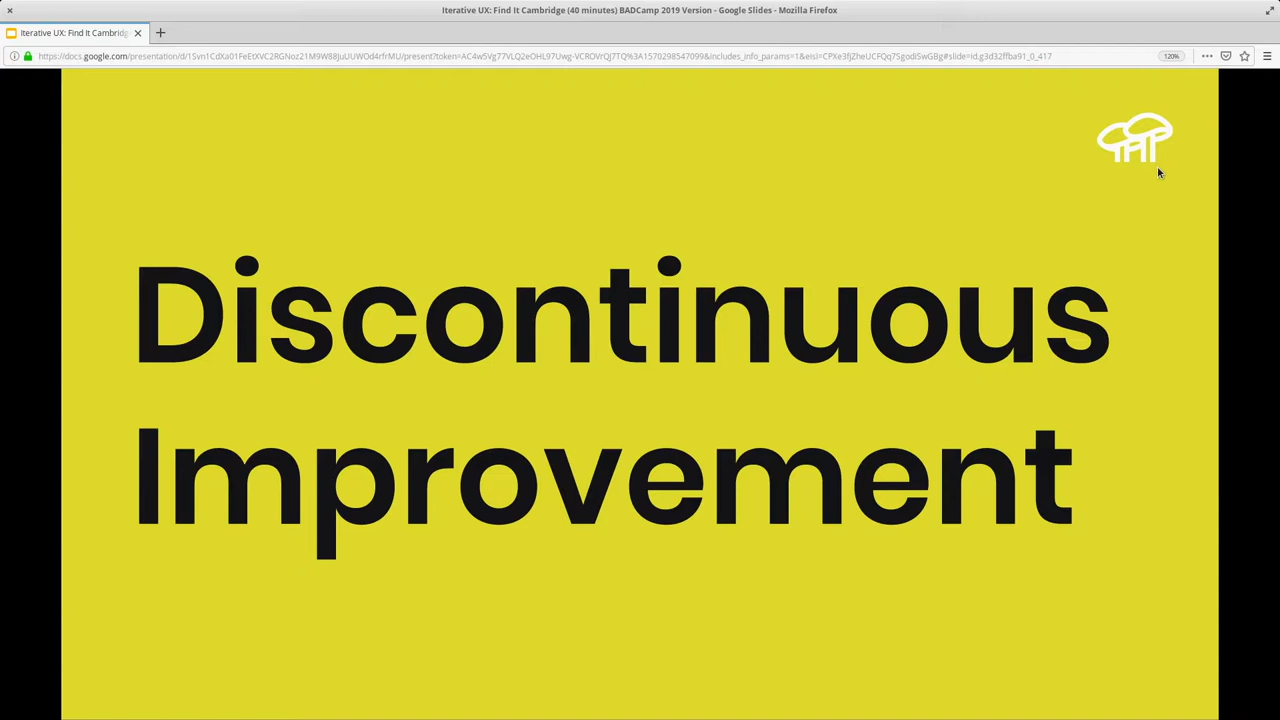 Iterative UX: Find It Cambridge (40 minutes) BADCamp 2019 Version - Google Slides - Mozilla Firefox
Iterative UX: Find It Cambridg
Discontinuous
Improvement
120%